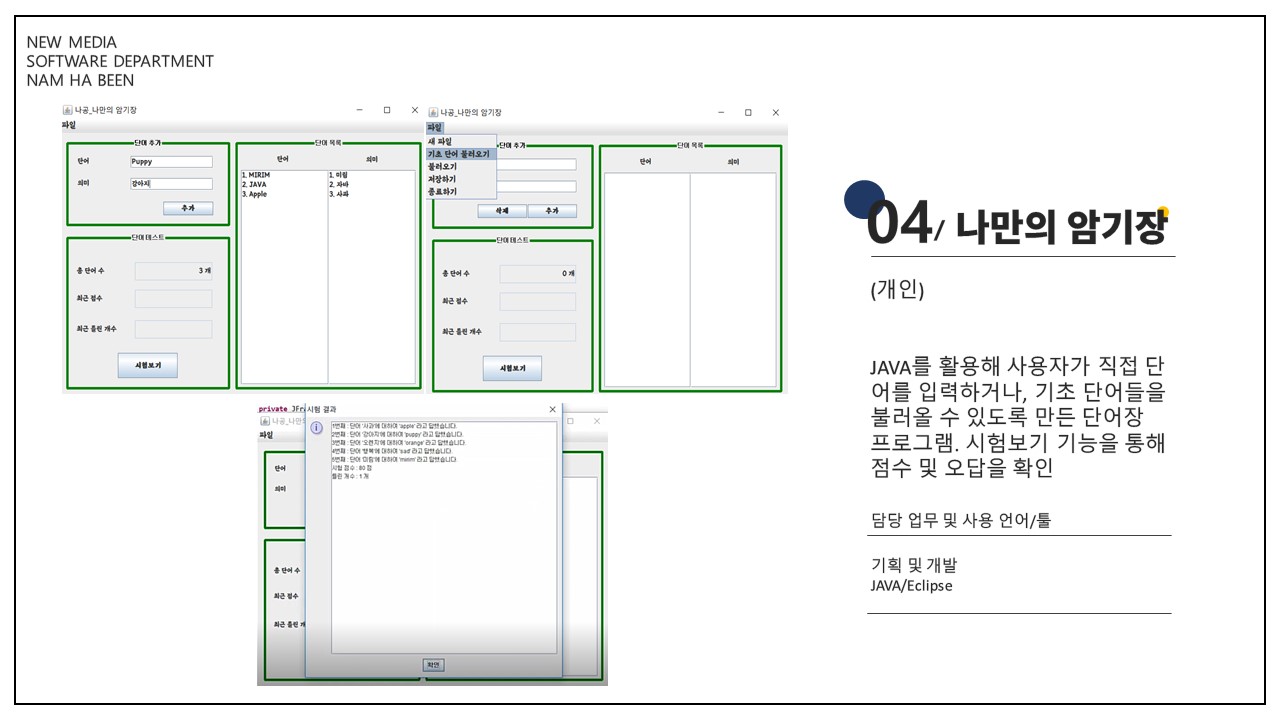 NEW MEDIA
SOFTWARE DEPARTMENT
NAM HA BEEN
나공_나만의 암기장
파일
단어 추가
단어
Puppy
의미
강아지
추가
단어 목록
단어
의미
1. MIRIM
1. 미림
2. JAVA
2. 자바
3. Apple
3. 사과
단어 테스트
총 단어 수
3 개
최근 점수
최근 틀린 개수
시험보기
나공_나만의 암기장
파일
새 파일
기초 단어 불러오기
불러오기
저장하기
종료하기
단어 추가
삭제
추가
단어 목록
단어
의미
단어 테스트
총 단어 수
0 개
최근 점수
최근 틀린 개수
시험보기
private JFr
시험 결과
나공_나만
파일
단어
의미
총 단어 수
최근 점수
최근 틀린 개
1번째 : 단어 '사과'에 대하여 'apple' 라고 답했습니다.
2번째 : 단어 '강아지'에 대하여 'puppy' 라고 답했습니다.
3번째 : 단어 '오렌지'에 대하여 'orange' 라고 답했습니다.
4번째 : 단어 '행복'에 대하여 'sad' 라고 답했습니다.
5번째 : 단어 '미림'에 대하여 'mirim' 라고 답했습니다.
시험 점수 : 80 점
틀린 개수 : 1 개
확인
04/ 나만의 암기장
(개인)
JAVA를 활용해 사용자가 직접 단
어를 입력하거나, 기초 단어들을
불러올 수 있도록 만든 단어장
프로그램. 시험보기 기능을 통해
점수 및 오답을 확인
담당 업무 및 사용 언어/툴
기획 및 개발
JAVA/Eclipse